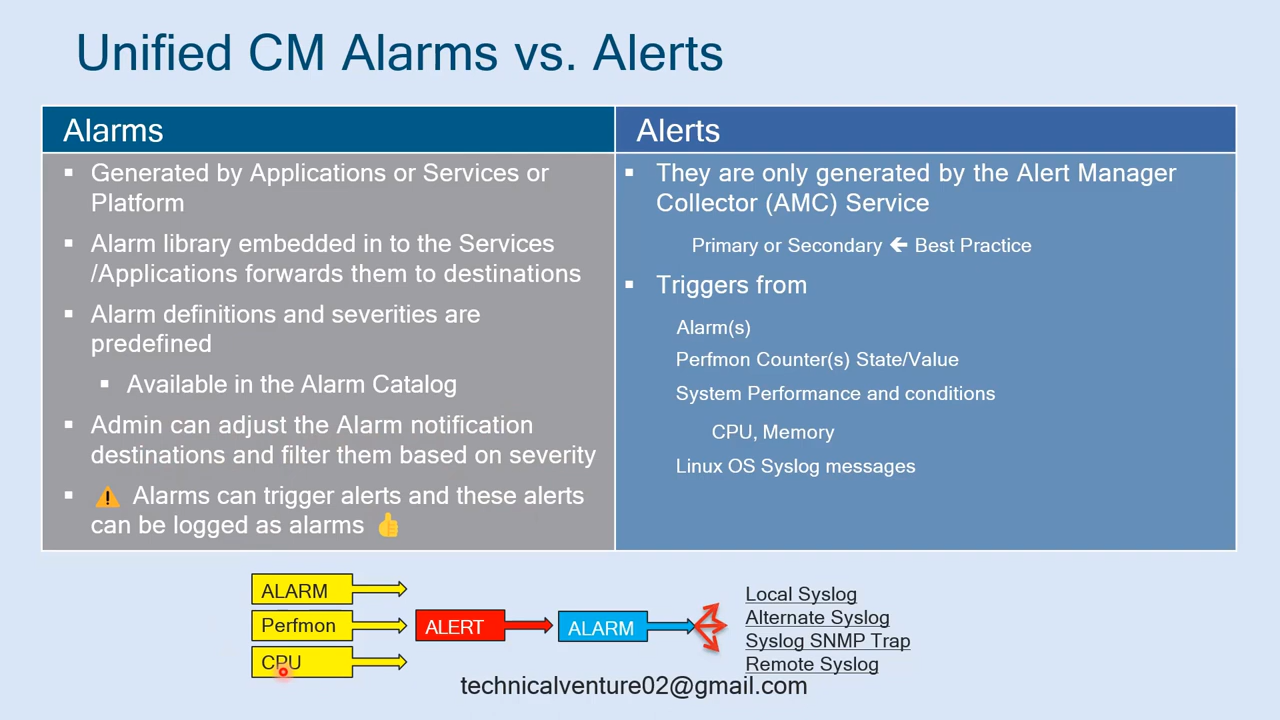 Unified CM Alarms vs. Alerts
Alarms
Generated by Applications or Services or
Platform
Alarm library embedded in to the Services
/Applications forwards them to destinations
Alarm definitions and severities are
predefined
Available in the Alarm Catalog
Admin can adjust the Alarm notification
destinations and filter them based on severity
⚠️ Alarms can trigger alerts and these alerts
can be logged as alarms 👍
Alerts
They are only generated by the Alert Manager
Collector (AMC) Service
Primary or Secondary 🡰 Best Practice
Triggers from
Alarm(s)
Perfmon Counter(s) State/Value
System Performance and conditions
CPU, Memory
Linux OS Syslog messages
ALARM
Perfmon
CPU
ALERT
ALARM
Local Syslog
Alternate Syslog
Syslog SNMP Trap
Remote Syslog
technicalventure02@gmail.com